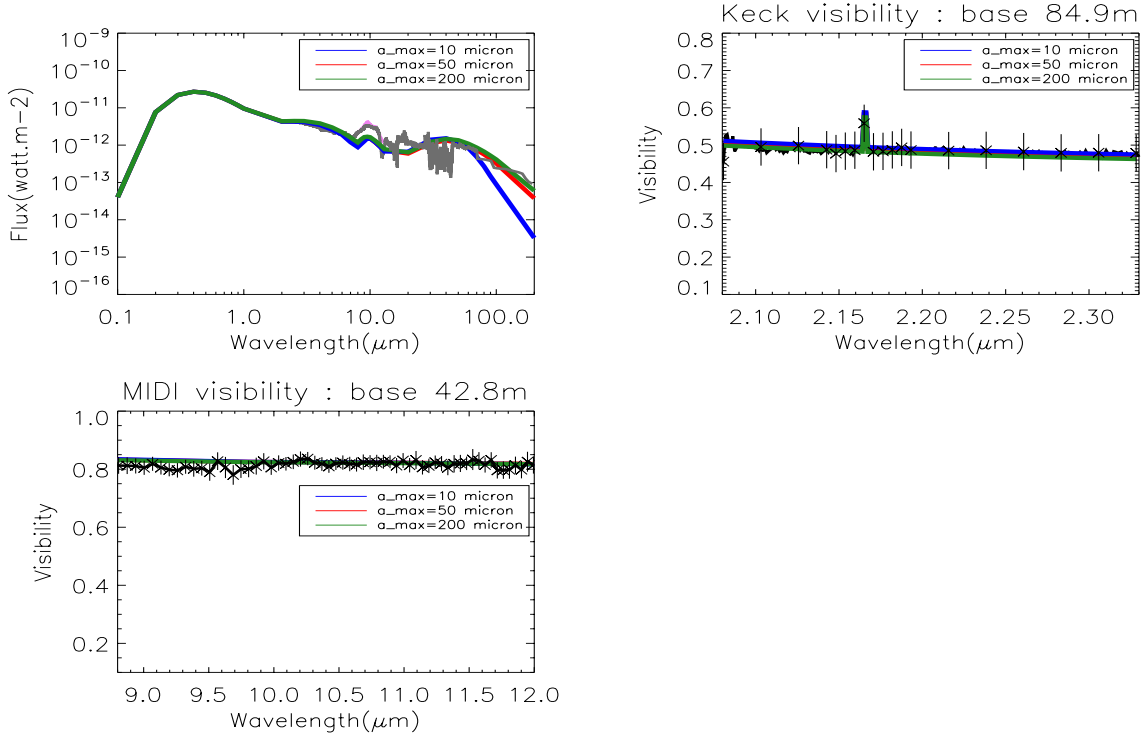 a_max=10 micron
a_max=50 micron
a_max=200 micron
10⁻⁹
10⁻¹⁰
10⁻¹¹
10⁻¹²
10⁻¹³
10⁻¹⁴
10⁻¹⁵
10⁻¹⁶
Flux(watt.m-2)
0.1 1.0 10.0 100.0
Wavelength(μm)
Keck visibility : base 84.9m
a_max=10 micron
a_max=50 micron
a_max=200 micron
0.8
0.7
0.6
0.5
0.4
0.3
0.2
0.1
Visibility
2.10 2.15 2.20 2.25 2.30
Wavelength(μm)
MIDI visibility : base 42.8m
1.0
0.8
0.6
0.4
0.2
Visibility
a_max=10 micron
a_max=50 micron
a_max=200 micron
9.0 9.5 10.0 10.5 11.0 11.5 12.0
Wavelength(μm)